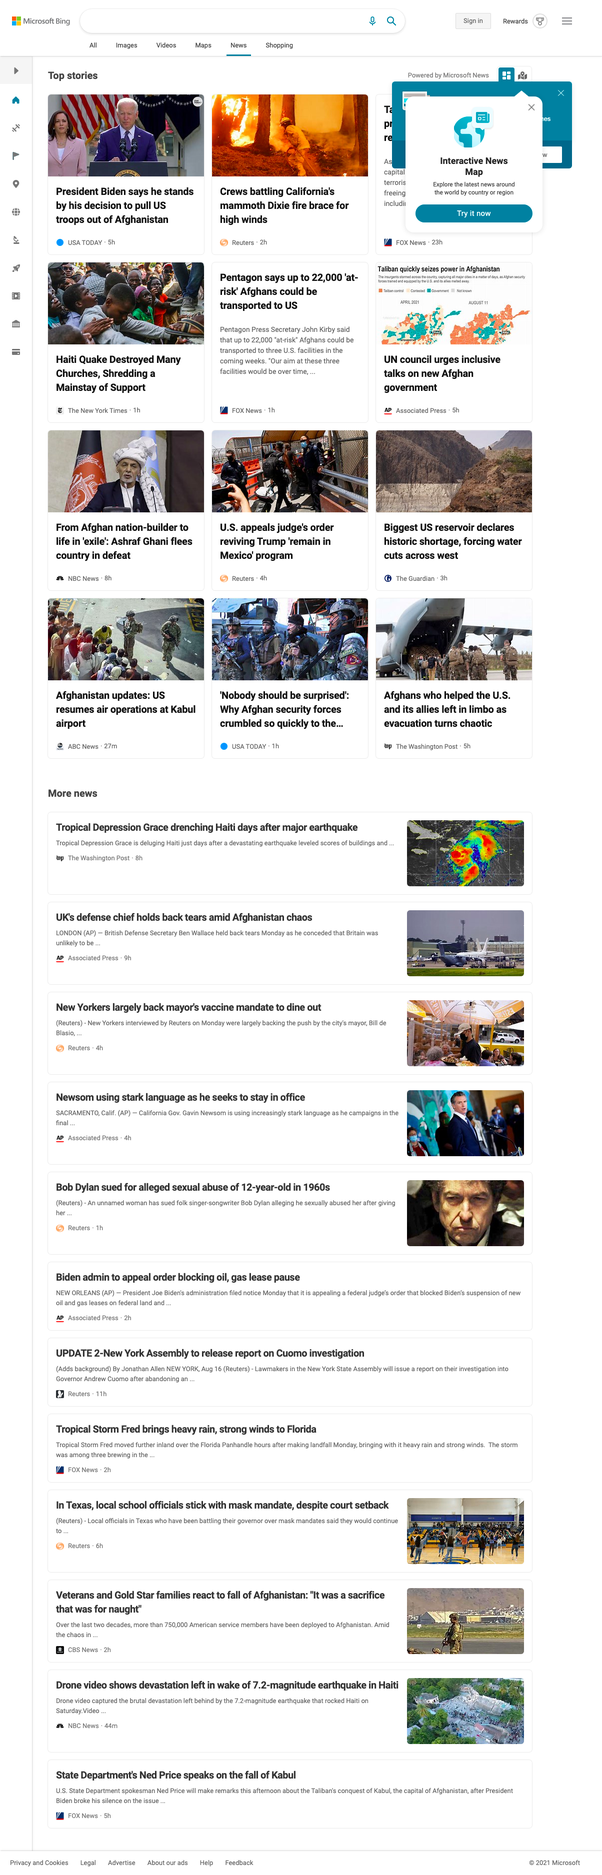 Microsoft Bing
Sign in
Rewards
All
Images
Videos
Maps
News
Shopping
Top stories
Powered by Microsoft News
Interactive News
Map
Explore the latest news around
the world by country or region
Try it now
President Biden says he stands
by his decision to pull US
troops out of Afghanistan
USA TODAY · 5h
Crews battling California's
mammoth Dixie fire brace for
high winds
Reuters · 2h
FOX News · 23h
Haiti Quake Destroyed Many
Churches, Shredding a
Mainstay of Support
The New York Times · 1h
Pentagon says up to 22,000 'at-
risk' Afghans could be
transported to US
Pentagon Press Secretary John Kirby said
that up to 22,000 "at-risk" Afghans could be
transported to three U.S. facilities in the
coming weeks. "Our aim at these three
facilities would be over time, ...
FOX News · 1h
Taliban quickly seizes power in Afghanistan
APRIL 2021
AUGUST 11
UN council urges inclusive
talks on new Afghan
government
AP
Associated Press · 5h
From Afghan nation-builder to
life in 'exile': Ashraf Ghani flees
country in defeat
NBC News · 8h
U.S. appeals judge's order
reviving Trump 'remain in
Mexico' program
Reuters · 4h
Biggest US reservoir declares
historic shortage, forcing water
cuts across west
The Guardian · 3h
Afghanistan updates: US
resumes air operations at Kabul
airport
ABC News · 27m
'Nobody should be surprised':
Why Afghan security forces
crumbled so quickly to the...
USA TODAY · 1h
Afghans who helped the U.S.
and its allies left in limbo as
evacuation turns chaotic
wp
The Washington Post · 5h
More news
Tropical Depression Grace drenching Haiti days after major earthquake
Tropical Depression Grace is deluging Haiti just days after a devastating earthquake leveled scores of buildings and ...
wp
The Washington Post · 8h
UK's defense chief holds back tears amid Afghanistan chaos
LONDON (AP) — British Defense Secretary Ben Wallace held back tears Monday as he conceded that Britain was
unlikely to be ...
AP
Associated Press · 9h
New Yorkers largely back mayor's vaccine mandate to dine out
(Reuters) - New Yorkers interviewed by Reuters on Monday were largely backing the push by the city's mayor, Bill de
Blasio, ...
Reuters · 4h
Newsom using stark language as he seeks to stay in office
SACRAMENTO, Calif. (AP) — California Gov. Gavin Newsom is using increasingly stark language as he campaigns in the
final ...
AP
Associated Press · 4h
Bob Dylan sued for alleged sexual abuse of 12-year-old in 1960s
(Reuters) - An unnamed woman has sued folk singer-songwriter Bob Dylan alleging he sexually abused her after giving
her ...
Reuters · 1h
Biden admin to appeal order blocking oil, gas lease pause
NEW ORLEANS (AP) — President Joe Biden's administration filed notice Monday that it is appealing a federal judge's order that blocked Biden's suspension of new
oil and gas leases on federal land and ...
AP
Associated Press · 2h
UPDATE 2-New York Assembly to release report on Cuomo investigation
(Adds background) By Jonathan Allen NEW YORK, Aug 16 (Reuters) - Lawmakers in the New York State Assembly will issue a report on their investigation into
Governor Andrew Cuomo after abandoning an ...
Reuters · 11h
Tropical Storm Fred brings heavy rain, strong winds to Florida
Tropical Storm Fred moved further inland over the Florida Panhandle hours after making landfall Monday, bringing with it heavy rain and strong winds. The storm
was among three brewing in the ...
FOX News · 2h
In Texas, local school officials stick with mask mandate, despite court setback
(Reuters) - Local officials in Texas who have been battling their governor over mask mandates said they would continue
to ...
Reuters · 6h
Veterans and Gold Star families react to fall of Afghanistan: "It was a sacrifice
that was for naught"
Over the last two decades, more than 750,000 American service members have been deployed to Afghanistan. Amid
the chaos in ...
CBS News · 2h
Drone video shows devastation left in wake of 7.2-magnitude earthquake in Haiti
Drone video captured the brutal devastation left behind by the 7.2-magnitude earthquake that rocked Haiti on
Saturday.Video ...
NBC News · 44m
State Department's Ned Price speaks on the fall of Kabul
U.S. State Department spokesman Ned Price will make remarks this afternoon about the Taliban's conquest of Kabul, the capital of Afghanistan, after President
Biden broke his silence on the issue ...
FOX News · 5h
Privacy and Cookies
Legal
Advertise
About our ads
Help
Feedback
© 2021 Microsoft